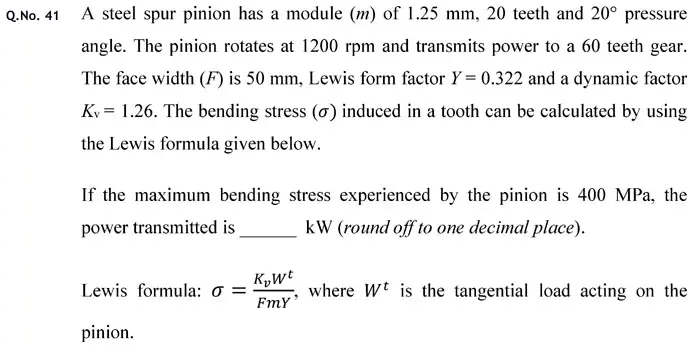 Q.No. 41 A steel spur pinion has a module (m) of 1.25 mm, 20 teeth and 20° pressure
angle. The pinion rotates at 1200 rpm and transmits power to a 60 teeth gear.
The face width (F) is 50 mm, Lewis form factor Y = 0.322 and a dynamic factor
Kv = 1.26. The bending stress (σ) induced in a tooth can be calculated by using
the Lewis formula given below.
If the maximum bending stress experienced by the pinion is 400 MPa, the
power transmitted is ______ kW (round off to one decimal place).
Lewis formula: σ = KvW^t/FmY, where W^t is the tangential load acting on the
pinion.